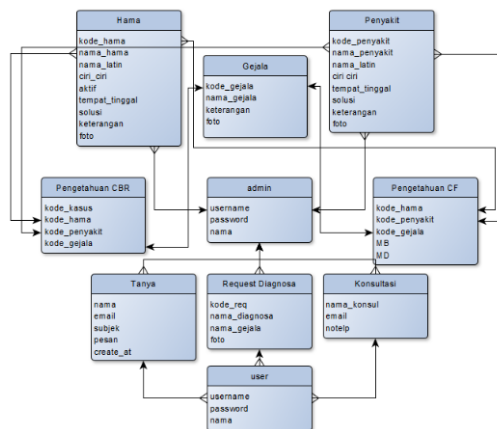 Hama
kode_hama
nama_hama
nama_latin
ciri_ciri
aktif
tempat_tinggal
solusi
keterangan
foto
Penyakit
kode_penyakit
nama_penyakit
nama_latin
ciri ciri
tempat_tinggal
solusi
keterangan
foto
Gejala
kode_gejala
nama_gejala
keterangan
foto
Pengetahuan CBR
kode_kasus
kode_hama
kode_penyakit
kode_gejala
admin
username
password
nama
Pengetahuan CF
kode_hama
kode_penyakit
kode_gejala
MB
MD
Tanya
nama
email
subjek
pesan
create_at
Request Diagnosa
kode_req
nama_diagnosa
nama_gejala
foto
Konsultasi
nama_konsul
email
notelp
user
username
password
nama